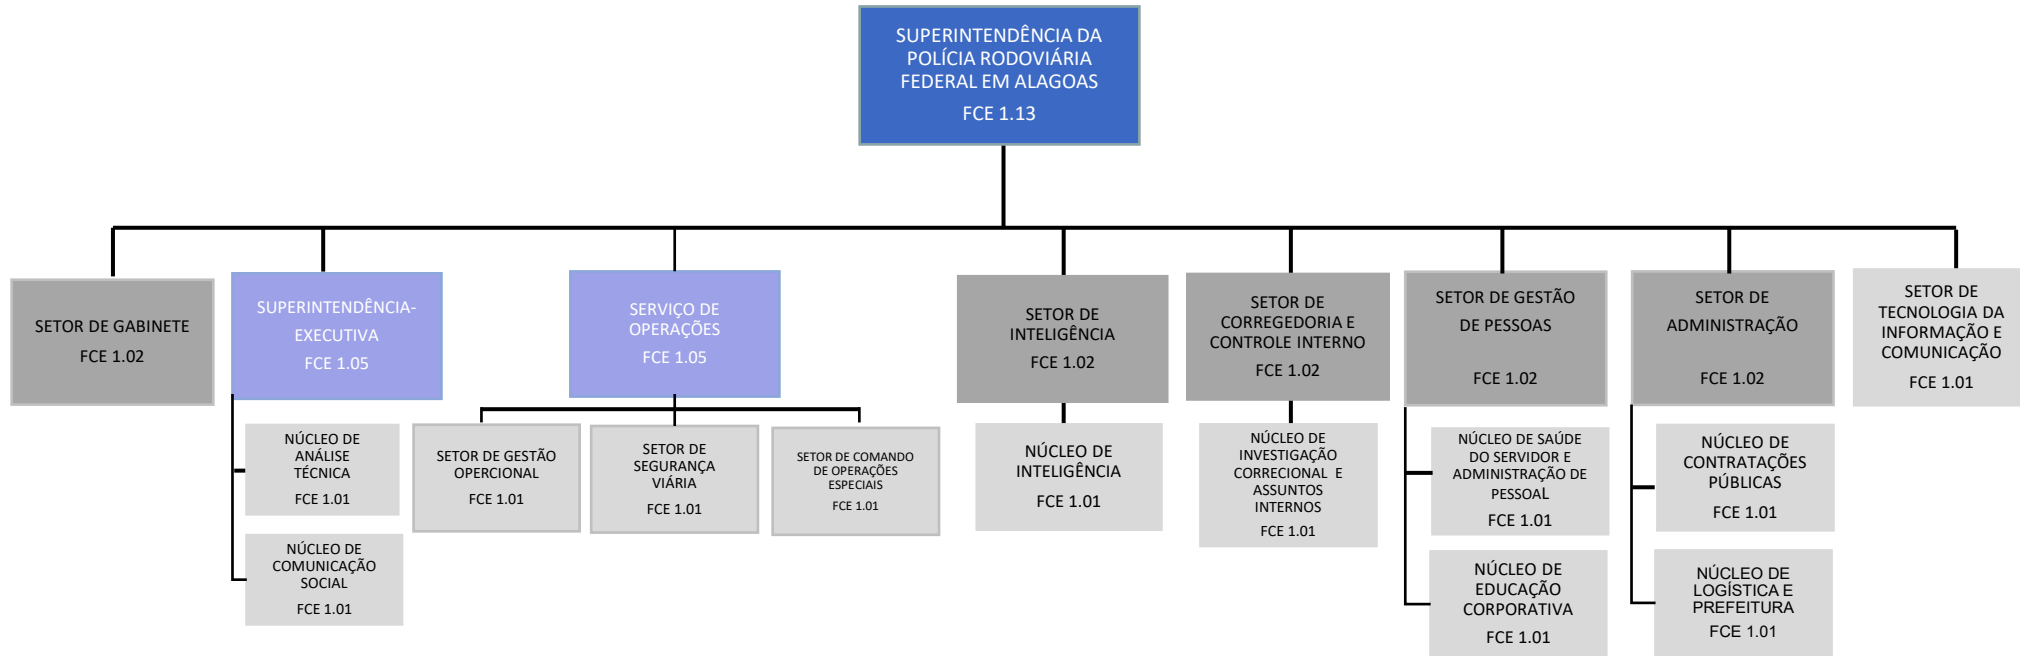 SUPERINTENDÊNCIA DA
POLÍCIA RODOVIÁRIA
FEDERAL EM ALAGOAS
FCE 1.13
SETOR DE GABINETE
FCE 1.02
SUPERINTENDÊNCIA-
EXECUTIVA
FCE 1.05
SERVIÇO DE
OPERAÇÕES
FCE 1.05
SETOR DE
INTELIGÊNCIA
FCE 1.02
SETOR DE
CORREGEDORIA E
CONTROLE INTERNO
FCE 1.02
SETOR DE GESTÃO
DE PESSOAS
FCE 1.02
SETOR DE
ADMINISTRAÇÃO
FCE 1.02
SETOR DE
TECNOLOGIA DA
INFORMAÇÃO E
COMUNICAÇÃO
FCE 1.01
NÚCLEO DE
ANÁLISE
TÉCNICA
FCE 1.01
NÚCLEO DE
COMUNICAÇÃO
SOCIAL
FCE 1.01
SETOR DE GESTÃO
OPERCIONAL
FCE 1.01
SETOR DE
SEGURANÇA
VIÁRIA
FCE 1.01
SETOR DE COMANDO
DE OPERAÇÕES
ESPECIAIS
FCE 1.01
NÚCLEO DE
INTELIGÊNCIA
FCE 1.01
NÚCLEO DE
INVESTIGAÇÃO
CORRECIONAL E
ASSUNTOS
INTERNOS
FCE 1.01
NÚCLEO DE SAÚDE
DO SERVIDOR E
ADMINISTRAÇÃO DE
PESSOAL
FCE 1.01
NÚCLEO DE
EDUCAÇÃO
CORPORATIVA
FCE 1.01
NÚCLEO DE
CONTRATAÇÕES
PÚBLICAS
FCE 1.01
NÚCLEO DE
LOGÍSTICA E
PREFEITURA
FCE 1.01